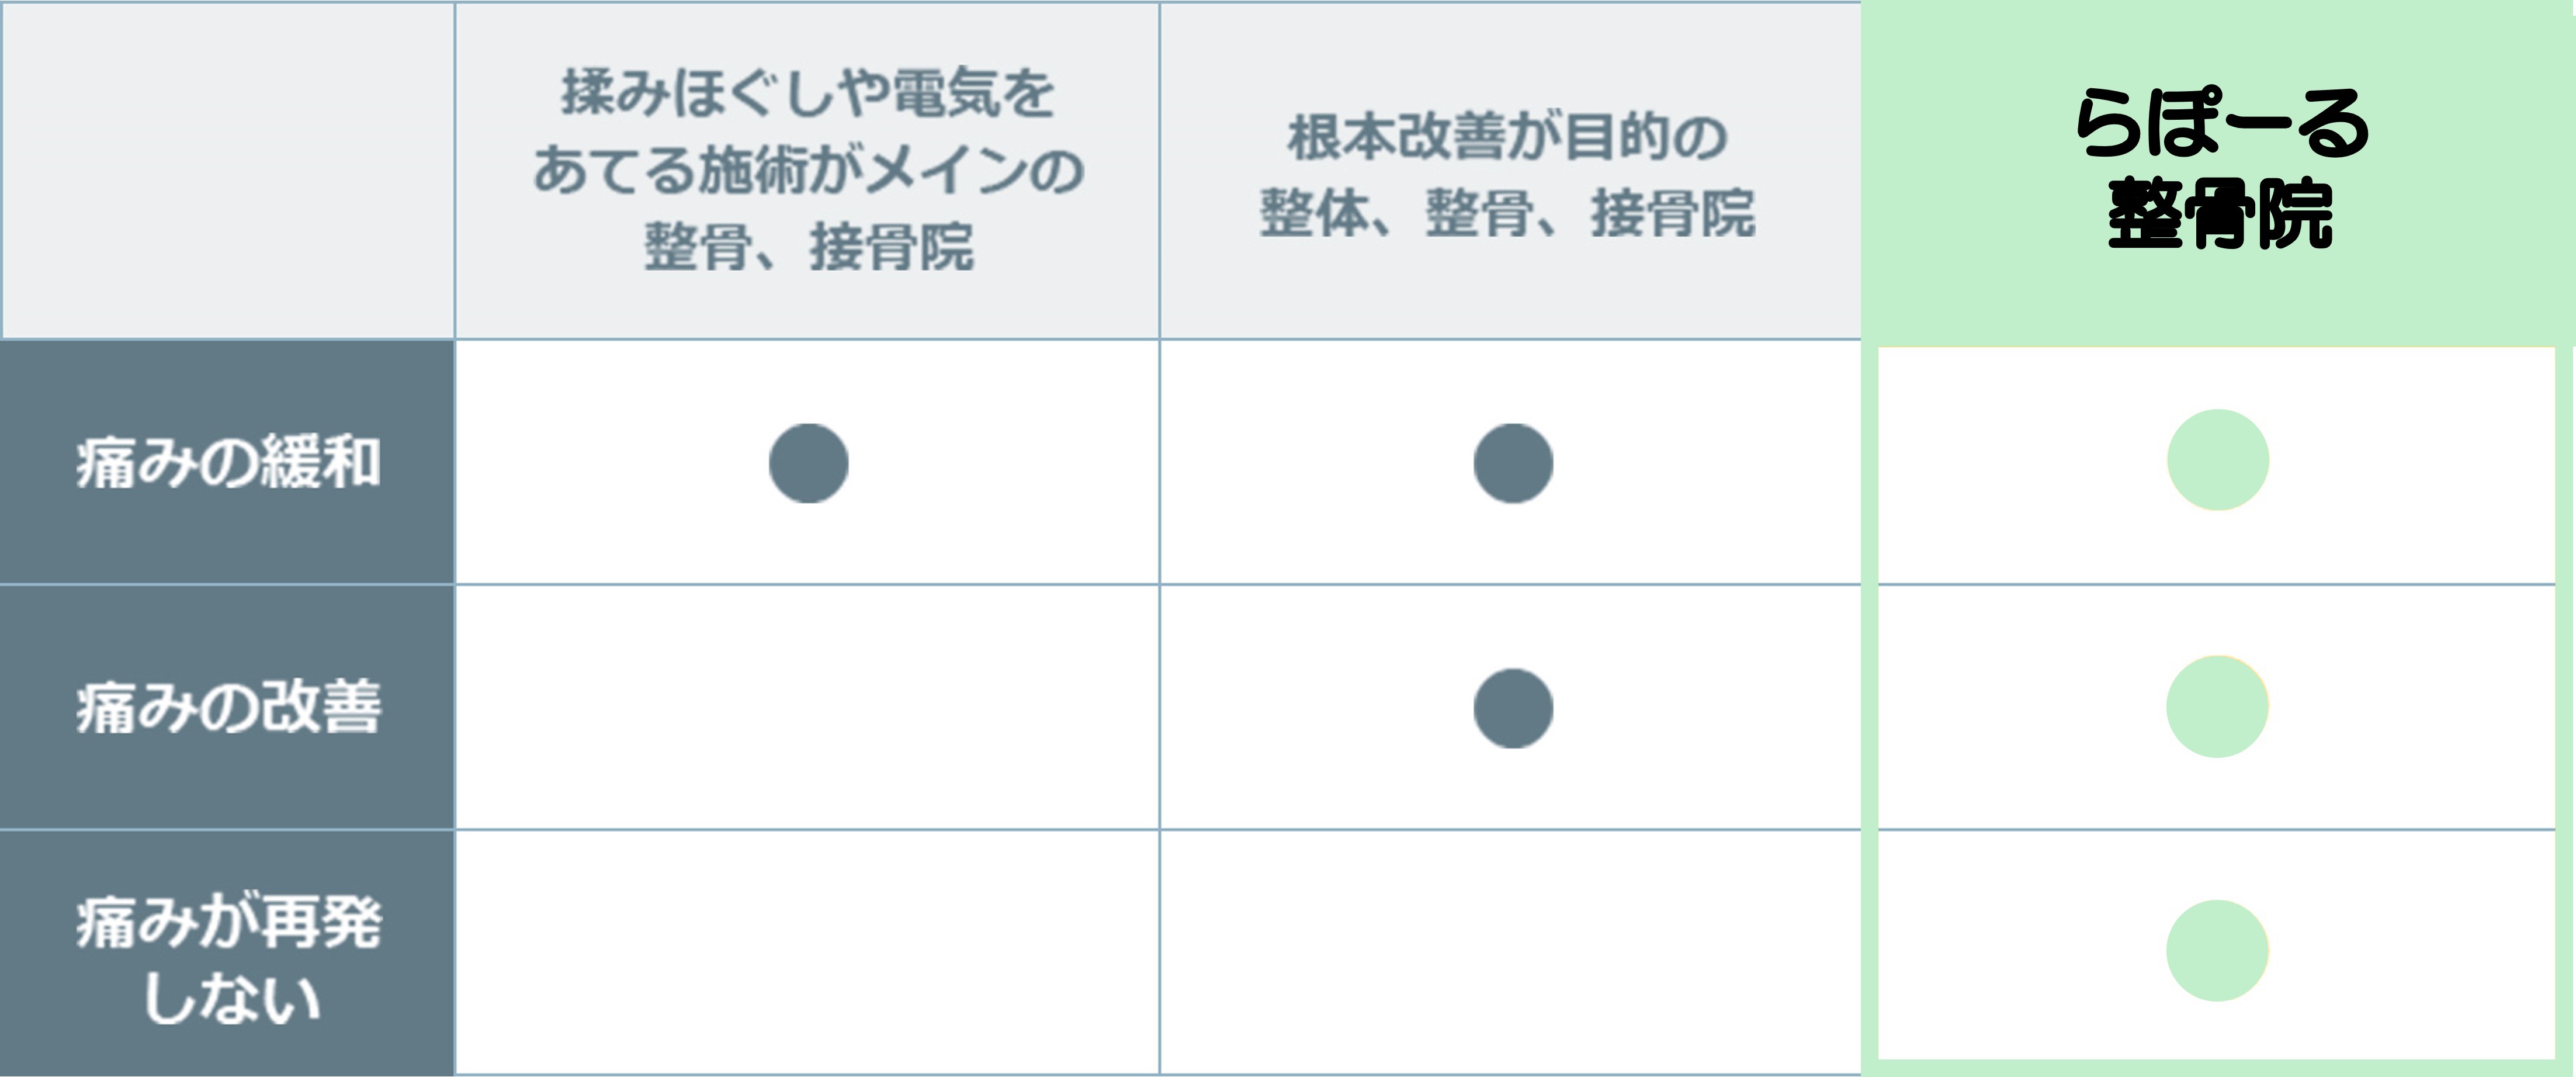 揉みほぐしや電気を
あてる施術がメインの
整骨、接骨院
根本改善が目的の
整体、整骨、接骨院
らぽーる
整骨院
痛みの緩和
痛みの改善
痛みが再発
しない